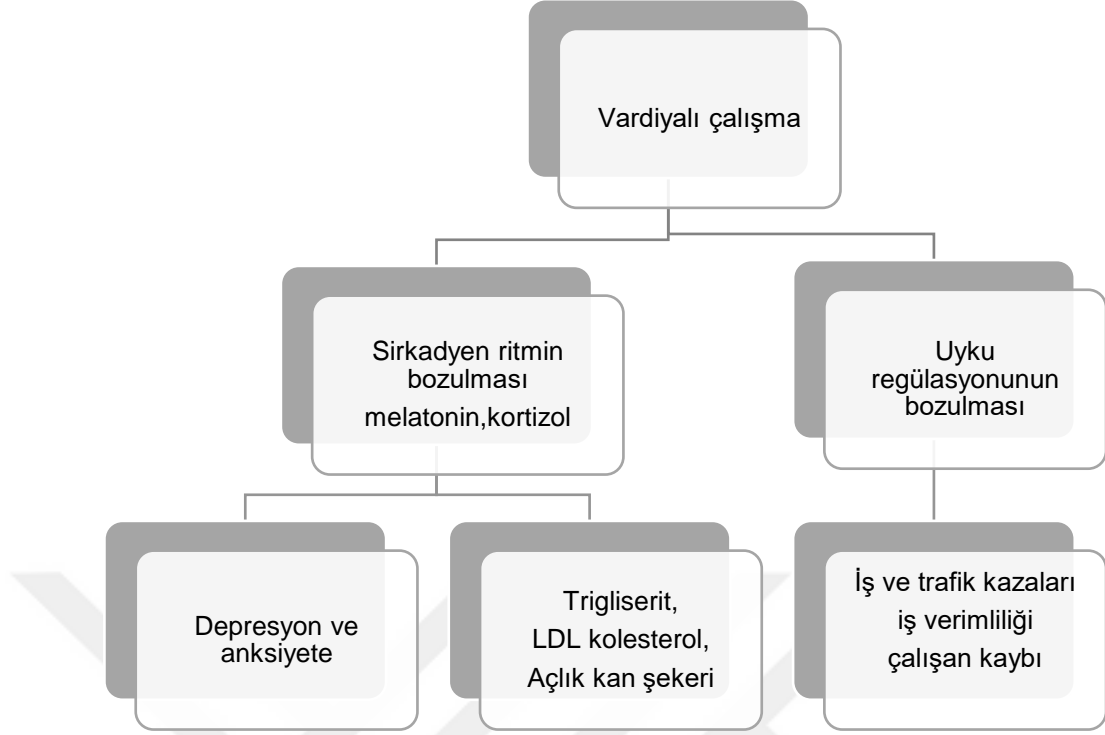 Vardiyalı çalışma
Sirkadyen ritmin
bozulması
melatonin,kortizol
Uyku
regülasyonunun
bozulması
Depresyon ve
anksiyete
Trigliserit,
LDL kolesterol,
Açlık kan şekeri
İş ve trafik kazaları
iş verimliliği
çalışan kaybı